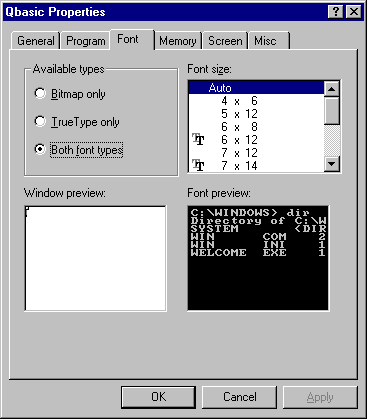 Qbasic Properties
General Program Font Memory Screen Misc
Available types
Bitmap only
TrueType only
Both font types
Font size:
Auto
4 x 6
5 x 12
6 x 8
6 x 12
7 x 12
7 x 14
Window preview:
Font preview:
C:\WINDOWS> dir
Directory of C:\W
SYSTEM <DIR
WIN COM 2
WIN INI 1
WELCOME EXE 1
OK Cancel Apply